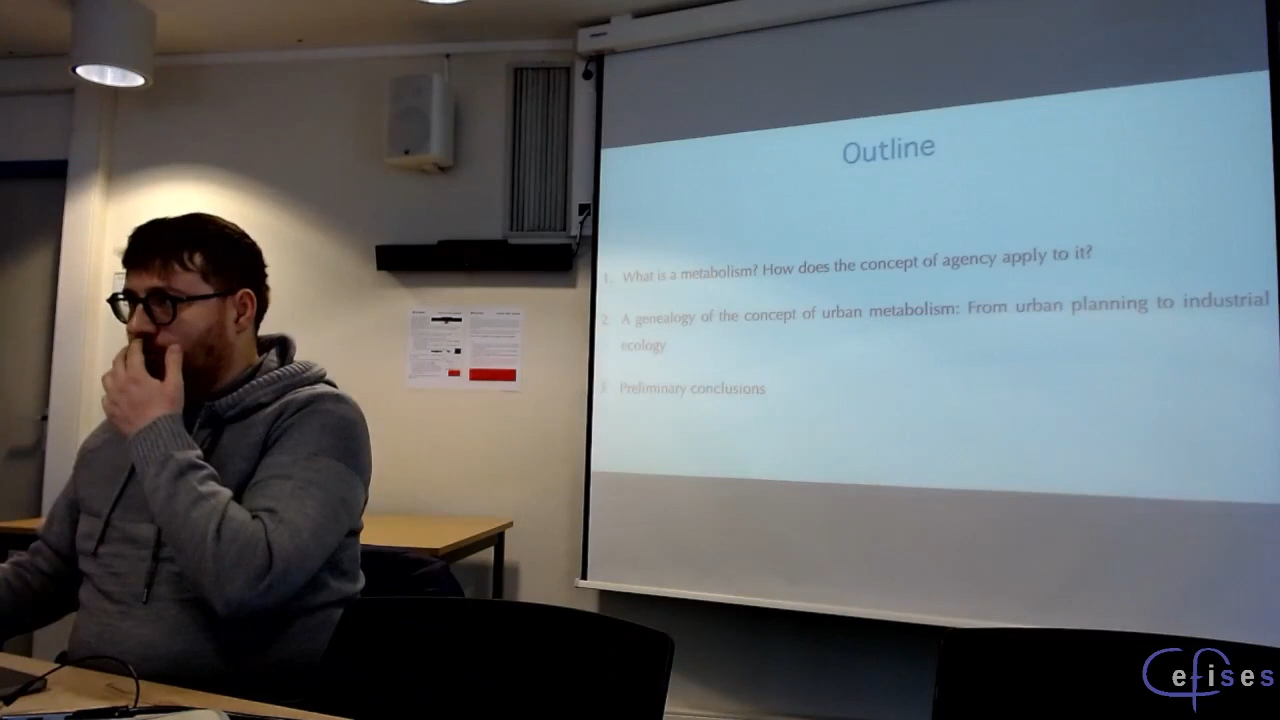 Outline
1. What is a metabolism? How does the concept of agency apply to it?
2. A genealogy of the concept of urban metabolism: From urban planning to industrial
ecology
3. Preliminary conclusions
Cefises